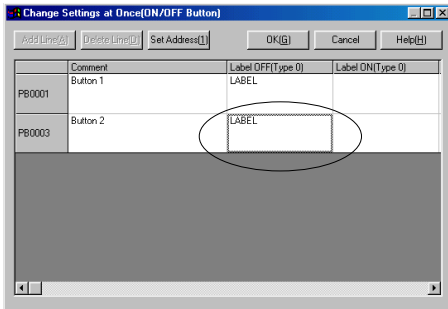 Change Settings at Once(ON/OFF Button)
Add Line(A) Delete Line(D) Set Address(1) OK(G) Cancel Help(H)
Comment Label OFF(Type 0) Label ON(Type 0)
PB0001 Button 1 LABEL
PB0003 Button 2 LABEL